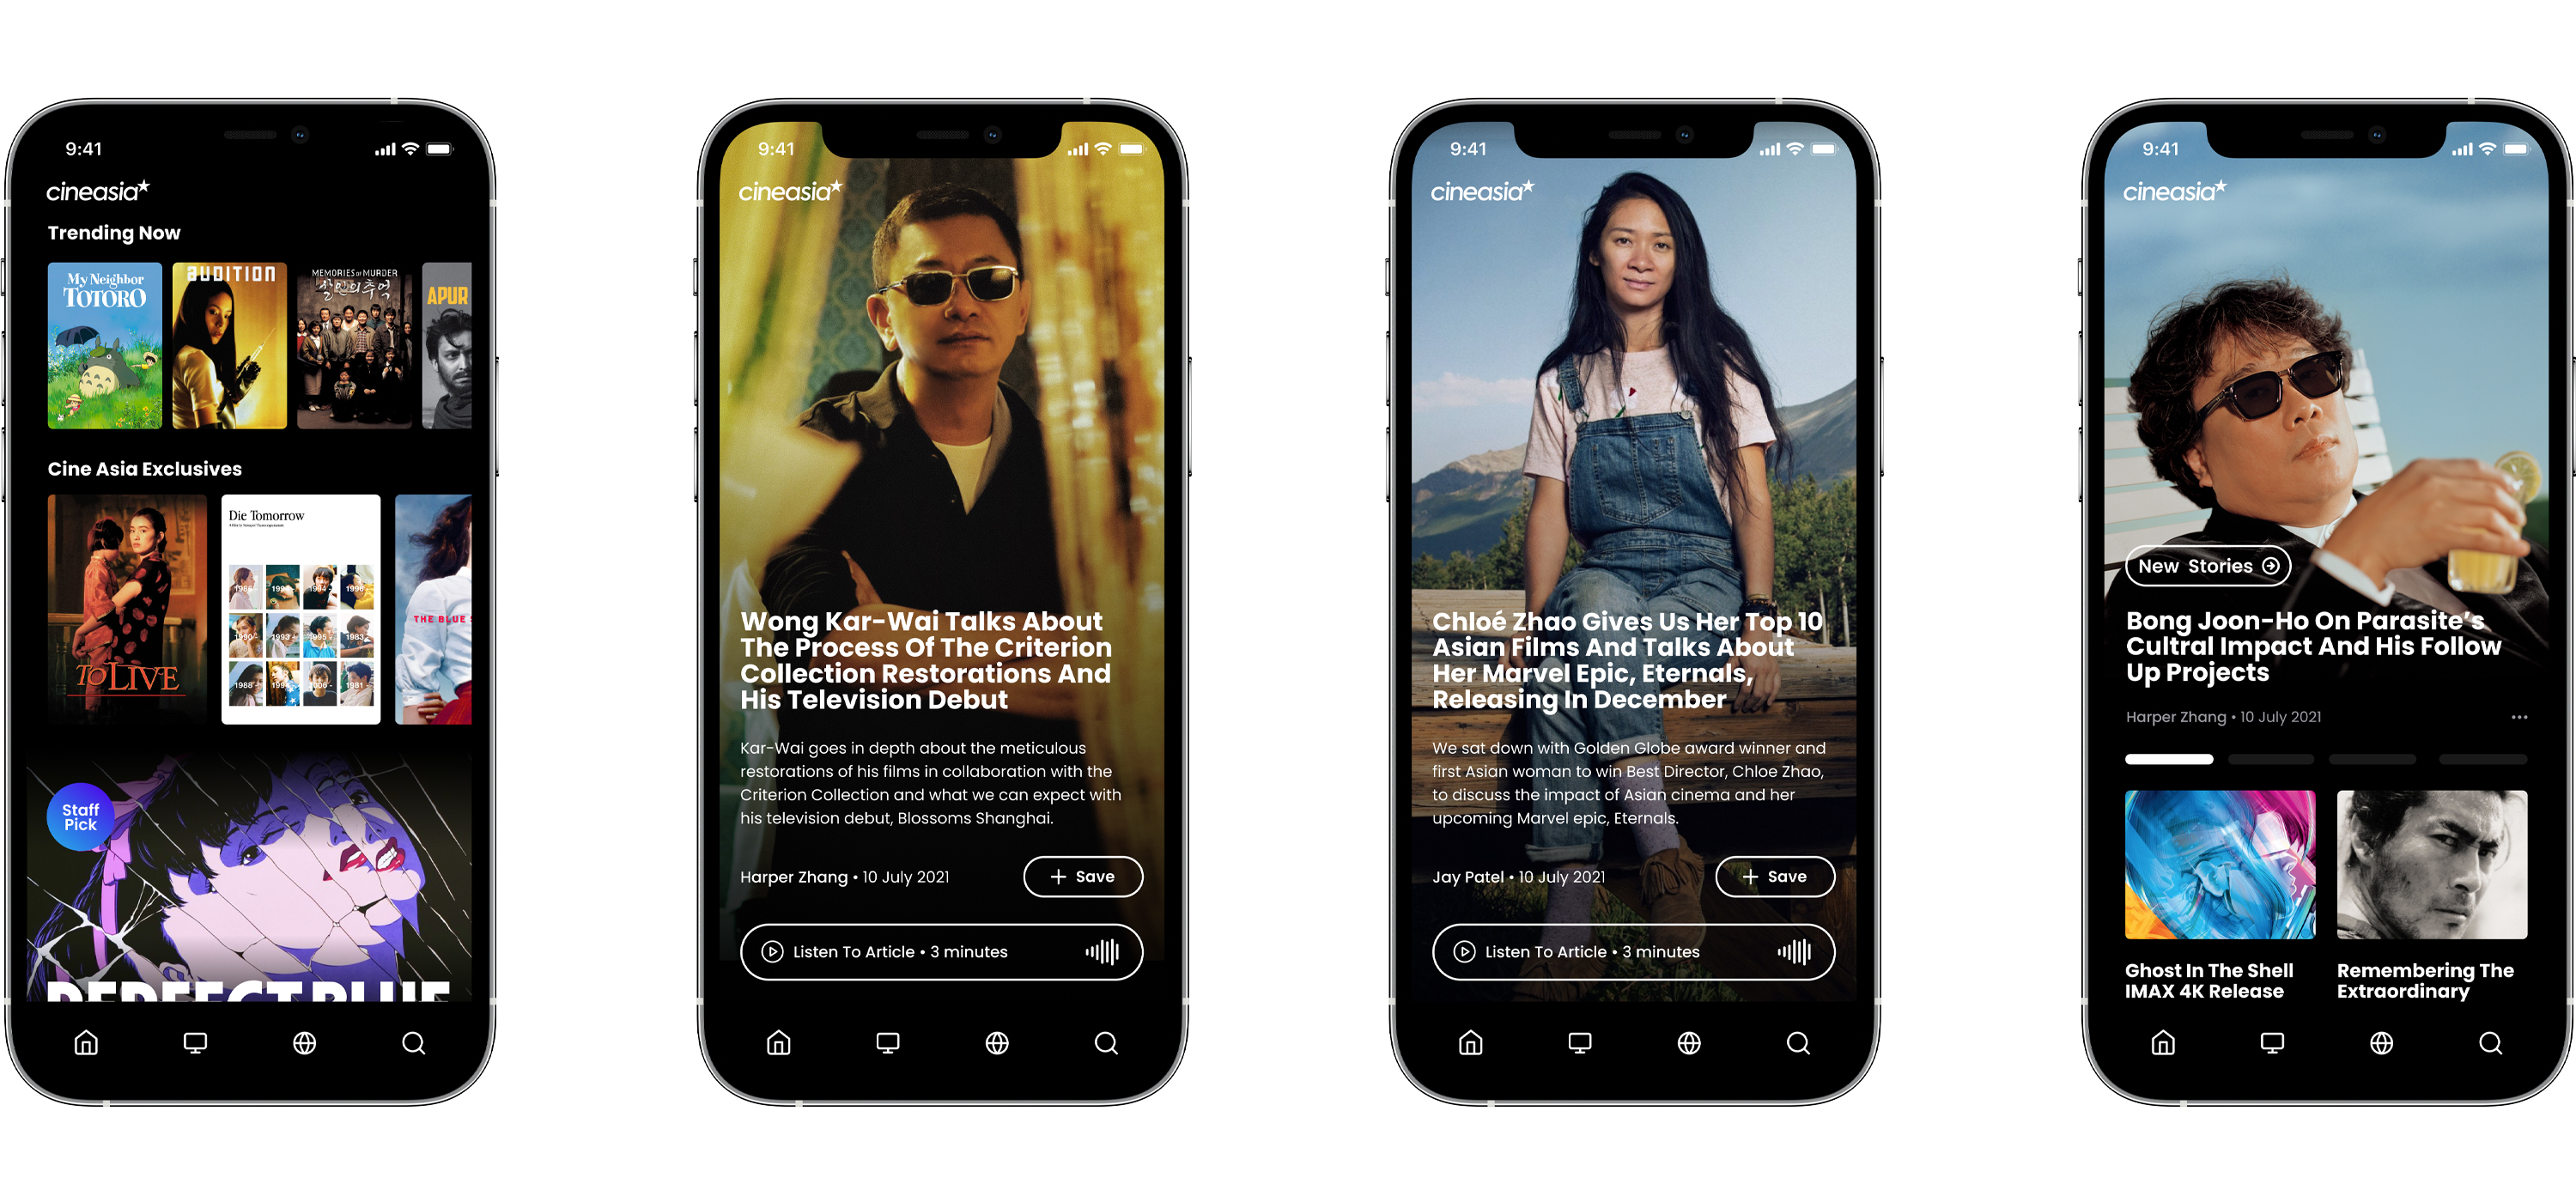 9:41
cineasia
Trending Now
My Neighbor
TOTORO
AUDITION
MEMORIES OF MURDER
살인의 추억
APUR
Cine Asia Exclusives
TO LIVE
Die Tomorrow
1990 -
1993 -
1995 -
1983 -
1988 -
1981 -
THE BLUE
Staff
Pick
PERFECT BLUE
9:41
cineasia
Wong Kar-Wai Talks About
The Process Of The Criterion
Collection Restorations And
His Television Debut
Kar-Wai goes in depth about the meticulous
restorations of his films in collaboration with the
Criterion Collection and what we can expect with
his television debut, Blossoms Shanghai.
Harper Zhang • 10 July 2021
+ Save
Listen To Article • 3 minutes
9:41
cineasia
Chloé Zhao Gives Us Her Top 10
Asian Films And Talks About
Her Marvel Epic, Eternals,
Releasing In December
We sat down with Golden Globe award winner and
first Asian woman to win Best Director, Chloe Zhao,
to discuss the impact of Asian cinema and her
upcoming Marvel epic, Eternals.
Jay Patel • 10 July 2021
+ Save
Listen To Article • 3 minutes
9:41
cineasia
New Stories
Bong Joon-Ho On Parasite’s
Cultral Impact And His Follow
Up Projects
Harper Zhang • 10 July 2021
Ghost In The Shell
IMAX 4K Release
Remembering The
Extraordinary